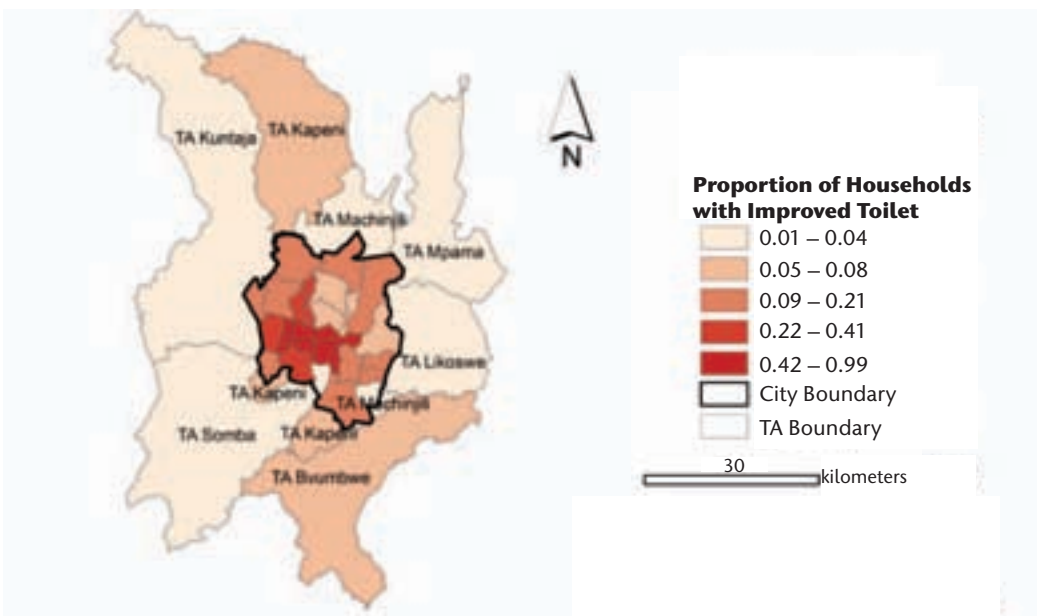 TA Kuntaja
TA Kapeni
N
TA Machinjili
TA Mpama
TA Likoswe
TA Kapeni
TA Machinjili
TA Somba
TA Kapeni
TA Bvumbwe
Proportion of Households
with Improved Toilet
0.01 – 0.04
0.05 – 0.08
0.09 – 0.21
0.22 – 0.41
0.42 – 0.99
City Boundary
TA Boundary
30
kilometers